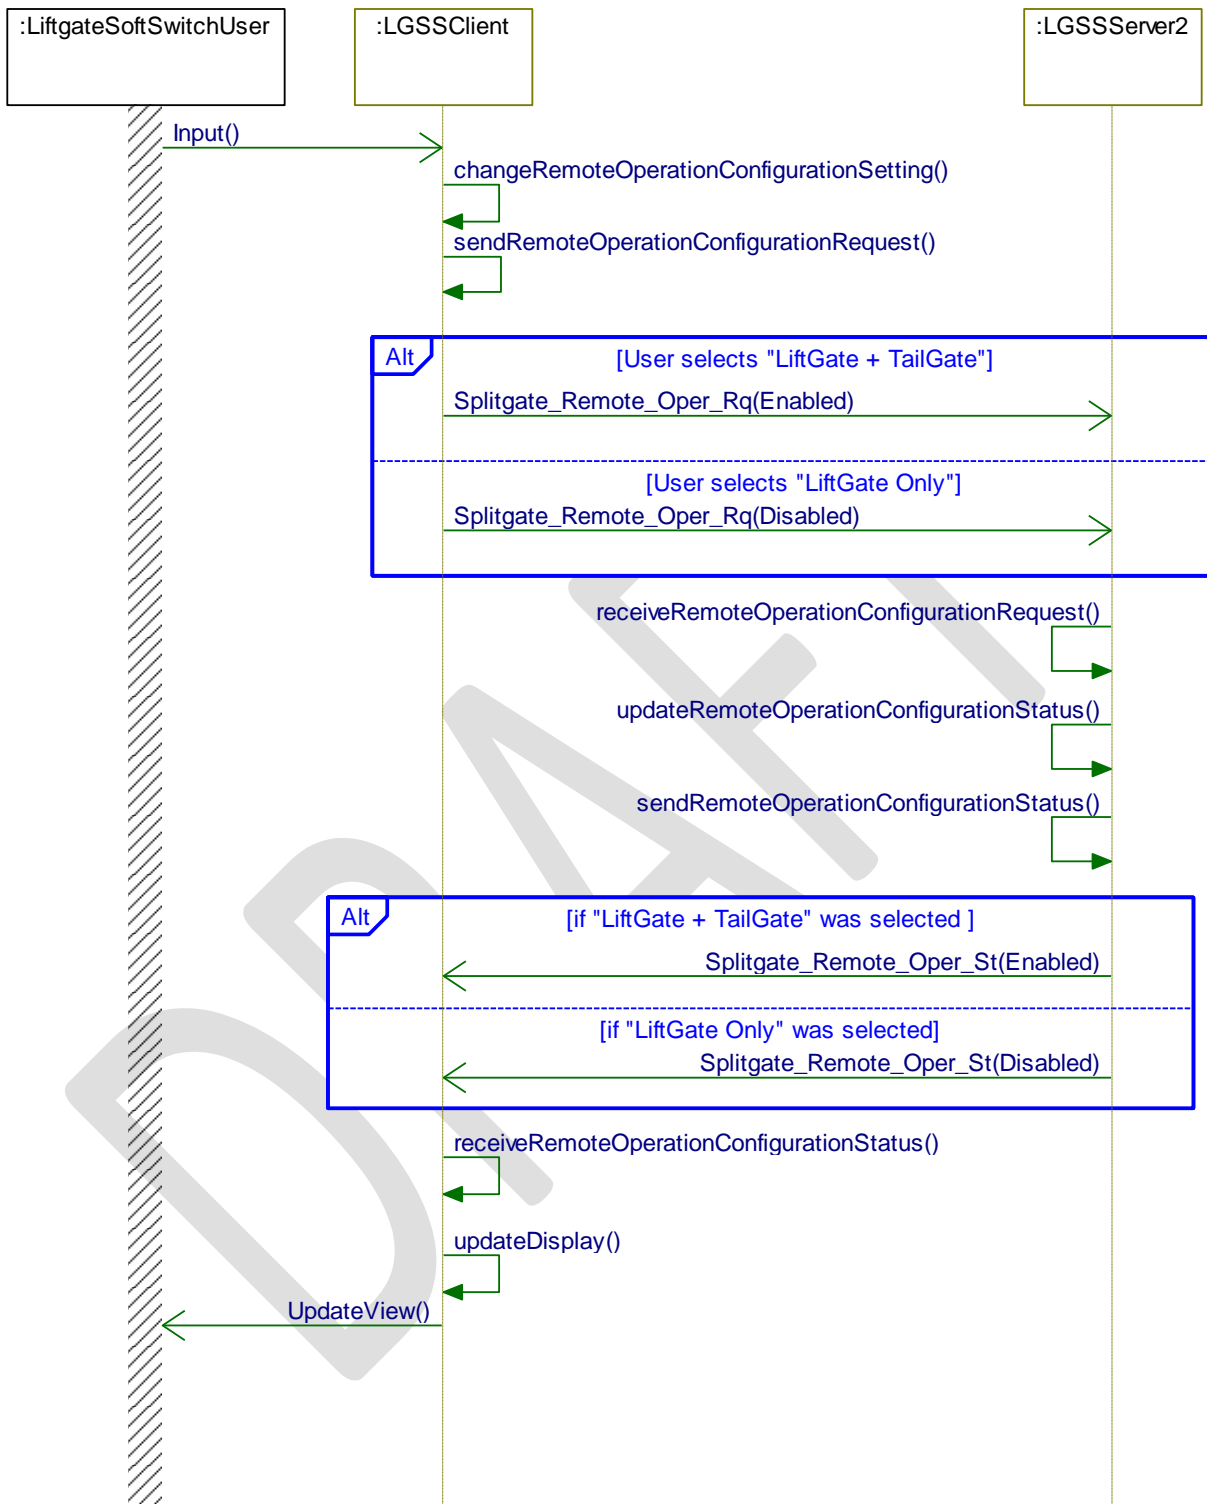 :LiftgateSoftSwitchUser
:LGSSClient
:LGSSServer2
Input()
changeRemoteOperationConfigurationSetting()
sendRemoteOperationConfigurationRequest()
Alt
[User selects "LiftGate + TailGate"]
Splitgate_Remote_Oper_Rq(Enabled)
[User selects "LiftGate Only"]
Splitgate_Remote_Oper_Rq(Disabled)
receiveRemoteOperationConfigurationRequest()
updateRemoteOperationConfigurationStatus()
sendRemoteOperationConfigurationStatus()
Alt
[if "LiftGate + TailGate" was selected ]
Splitgate_Remote_Oper_St(Enabled)
[if "LiftGate Only" was selected]
Splitgate_Remote_Oper_St(Disabled)
receiveRemoteOperationConfigurationStatus()
updateDisplay()
UpdateView()
DRAFT